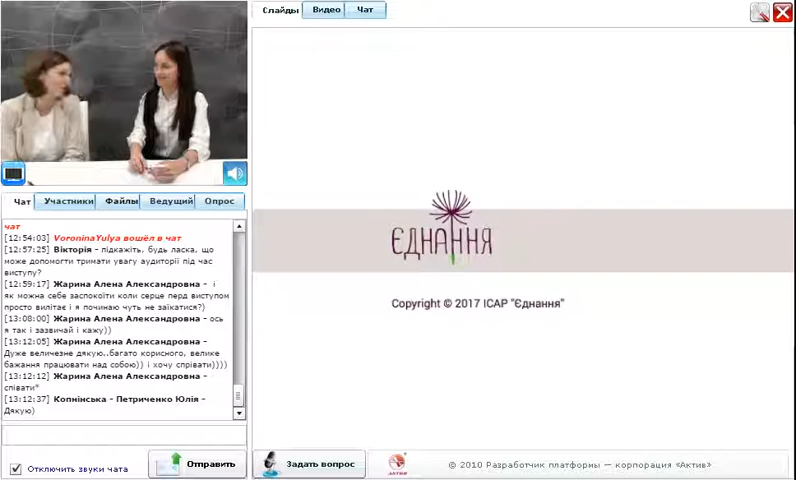 Слайды Видео Чат
Чат Участники Файлы Ведущий Опрос
чат
[12:54:03] VoroninaYulya вошёл в чат
[12:57:25] Вікторія - підкажіть, будь ласка, що
може допомогти тримати увагу аудиторії під час
виступу?
[12:59:17] Жарина Алена Александровна - і
як можна себе заспокоїти коли серце перд виступом
просто вилітає і я починаю чуть не заїкатися?)
[13:08:00] Жарина Алена Александровна - ось
я так і зазвичай і кажу))
[13:12:05] Жарина Алена Александровна -
Дуже величезне дякую..багато корисного, велике
бажання працювати над собою)) і хочу спрівати))))
[13:12:12] Жарина Алена Александровна -
співати*
[13:12:37] Копнінська - Петриченко Юлія -
Дякую)
Отключить звуки чата
Отправить
ЄДНАННЯ
Copyright © 2017 ІСАР "Єднання"
Задать вопрос
АКТИВ
© 2010 Разработчик платформы — корпорация «Актив»